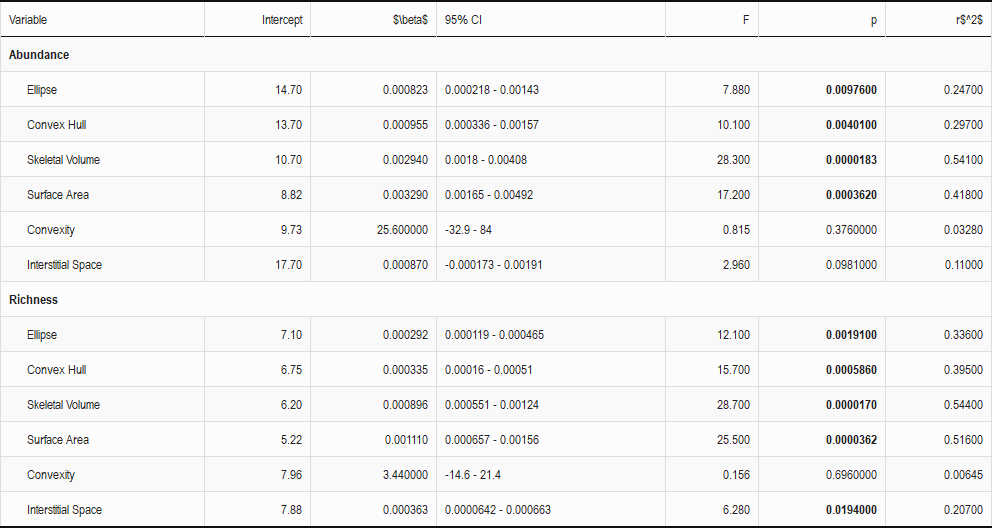 Variable Intercept $\beta$ 95% CI F p r$^2$
Abundance
Ellipse 14.70 0.000823 0.000218 - 0.00143 7.880 0.0097600 0.24700
Convex Hull 13.70 0.000955 0.000336 - 0.00157 10.100 0.0040100 0.29700
Skeletal Volume 10.70 0.002940 0.0018 - 0.00408 28.300 0.0000183 0.54100
Surface Area 8.82 0.003290 0.00165 - 0.00492 17.200 0.0003620 0.41800
Convexity 9.73 25.600000 -32.9 - 84 0.815 0.3760000 0.03280
Interstitial Space 17.70 0.000870 -0.000173 - 0.00191 2.960 0.0981000 0.11000
Richness
Ellipse 7.10 0.000292 0.000119 - 0.000465 12.100 0.0019100 0.33600
Convex Hull 6.75 0.000335 0.00016 - 0.00051 15.700 0.0005860 0.39500
Skeletal Volume 6.20 0.000896 0.000551 - 0.00124 28.700 0.0000170 0.54400
Surface Area 5.22 0.001110 0.000657 - 0.00156 25.500 0.0000362 0.51600
Convexity 7.96 3.440000 -14.6 - 21.4 0.156 0.6960000 0.00645
Interstitial Space 7.88 0.000363 0.0000642 - 0.000663 6.280 0.0194000 0.20700